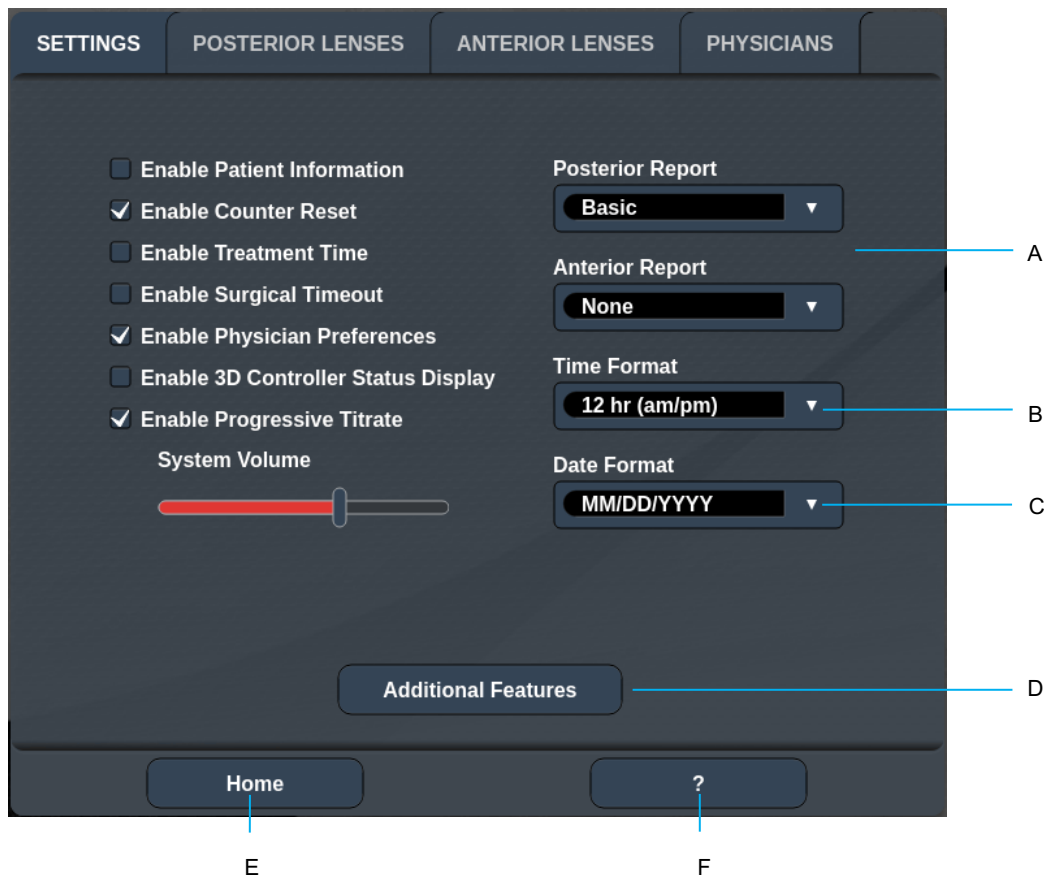 SETTINGS POSTERIOR LENSES ANTERIOR LENSES PHYSICIANS
Enable Patient Information
Enable Counter Reset
Enable Treatment Time
Enable Surgical Timeout
Enable Physician Preferences
Enable 3D Controller Status Display
Enable Progressive Titrate
System Volume
Posterior Report
Basic
A
Anterior Report
None
Time Format
12 hr (am/pm)
B
Date Format
MM/DD/YYYY
C
Additional Features
D
Home ?
E F